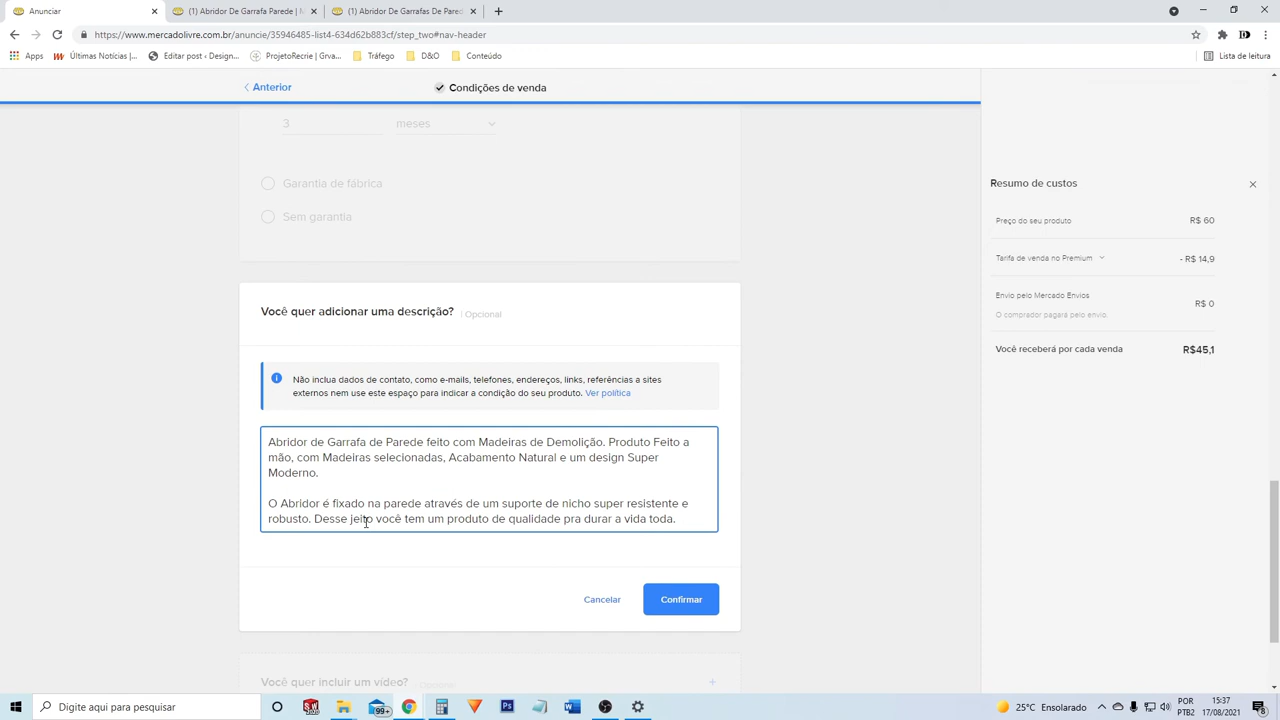 Anunciar
(1) Abridor de Garrafa Parede | M
(1) Abridor De Garrafas De Pared
https://www.mercadolivre.com.br/anuncie/35946485-list4-634d62b883cf/step_two#nav-header
Apps
Últimas Notícias |...
Editar post ‹ Design...
ProjetoRecrie | Grva...
Tráfego
D&O
Conteúdo
Lista de leitura
Anterior
Condições de venda
3
meses
Garantia de fábrica
Sem garantia
Você quer adicionar uma descrição? | Opcional
Não inclua dados de contato, como e-mails, telefones, endereços, links, referências a sites
externos nem use este espaço para indicar a condição do seu produto. Ver política
Abridor de Garrafa de Parede feito com Madeiras de Demolição. Produto Feito a
mão, com Madeiras selecionadas, Acabamento Natural e um design Super
Moderno.
O Abridor é fixado na parede através de um suporte de nicho super resistente e
robusto. Desse jeito você tem um produto de qualidade pra durar a vida toda.
Cancelar
Confirmar
Você quer incluir um vídeo? Opcional
Resumo de custos
Preço do seu produto R$ 60
Tarifa de venda no Premium - R$ 14,9
Envio pelo Mercado Envios R$ 0
O comprador pagará pelo envio.
Você receberá por cada venda R$45,1
Digite aqui para pesquisar
99+
25°C Ensolarado
POR
PTB2
15:37
17/08/2021